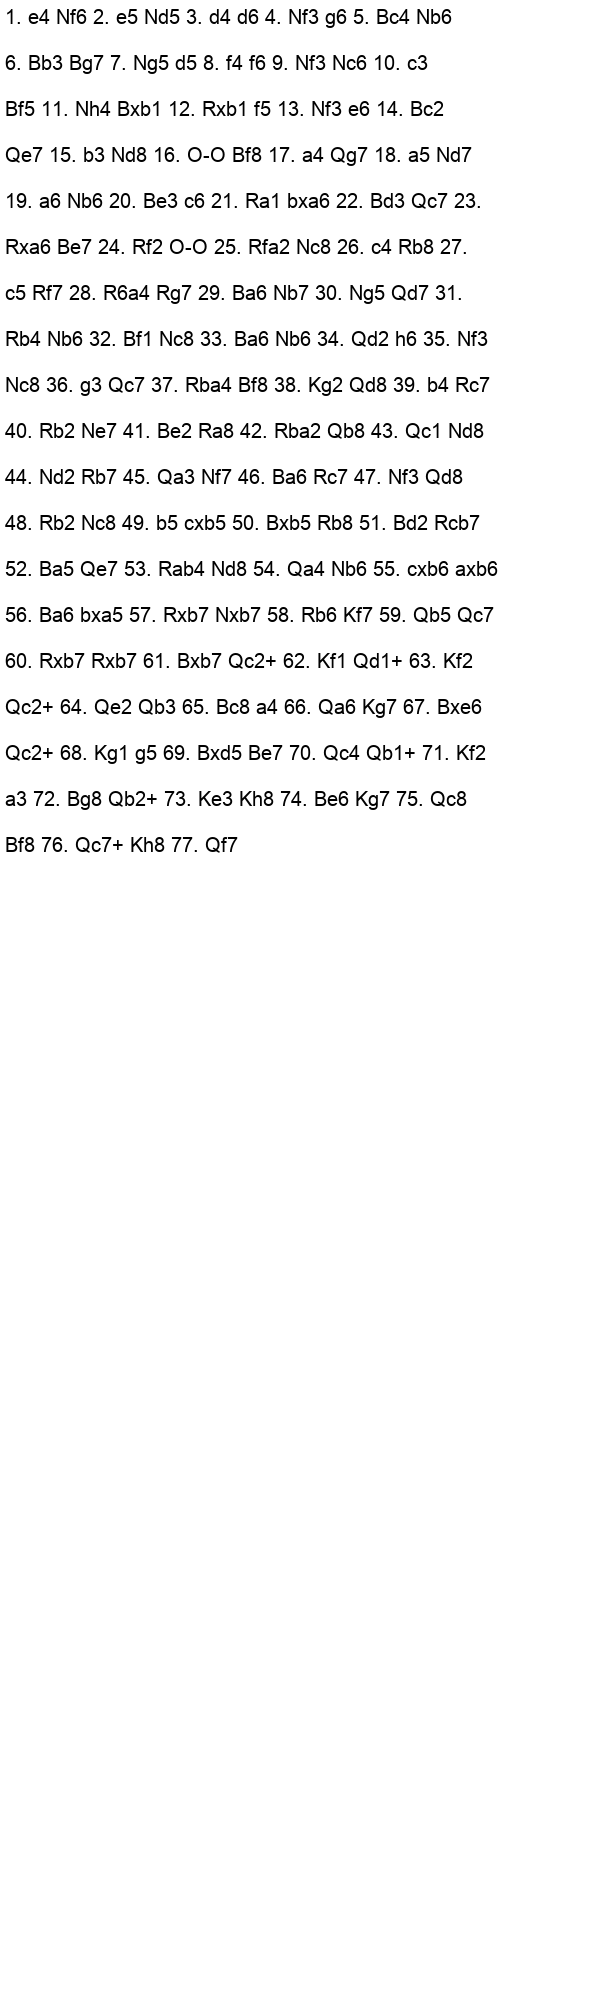 1. e4 Nf6 2. e5 Nd5 3. d4 d6 4. Nf3 g6 5. Bc4 Nb6
6. Bb3 Bg7 7. Ng5 d5 8. f4 f6 9. Nf3 Nc6 10. c3
Bf5 11. Nh4 Bxb1 12. Rxb1 f5 13. Nf3 e6 14. Bc2
Qe7 15. b3 Nd8 16. O-O Bf8 17. a4 Qg7 18. a5 Nd7
19. a6 Nb6 20. Be3 c6 21. Ra1 bxa6 22. Bd3 Qc7 23.
Rxa6 Be7 24. Rf2 O-O 25. Rfa2 Nc8 26. c4 Rb8 27.
c5 Rf7 28. R6a4 Rg7 29. Ba6 Nb7 30. Ng5 Qd7 31.
Rb4 Nb6 32. Bf1 Nc8 33. Ba6 Nb6 34. Qd2 h6 35. Nf3
Nc8 36. g3 Qc7 37. Rba4 Bf8 38. Kg2 Qd8 39. b4 Rc7
40. Rb2 Ne7 41. Be2 Ra8 42. Rba2 Qb8 43. Qc1 Nd8
44. Nd2 Rb7 45. Qa3 Nf7 46. Ba6 Rc7 47. Nf3 Qd8
48. Rb2 Nc8 49. b5 cxb5 50. Bxb5 Rb8 51. Bd2 Rcb7
52. Ba5 Qe7 53. Rab4 Nd8 54. Qa4 Nb6 55. cxb6 axb6
56. Ba6 bxa5 57. Rxb7 Nxb7 58. Rb6 Kf7 59. Qb5 Qc7
60. Rxb7 Rxb7 61. Bxb7 Qc2+ 62. Kf1 Qd1+ 63. Kf2
Qc2+ 64. Qe2 Qb3 65. Bc8 a4 66. Qa6 Kg7 67. Bxe6
Qc2+ 68. Kg1 g5 69. Bxd5 Be7 70. Qc4 Qb1+ 71. Kf2
a3 72. Bg8 Qb2+ 73. Ke3 Kh8 74. Be6 Kg7 75. Qc8
Bf8 76. Qc7+ Kh8 77. Qf7